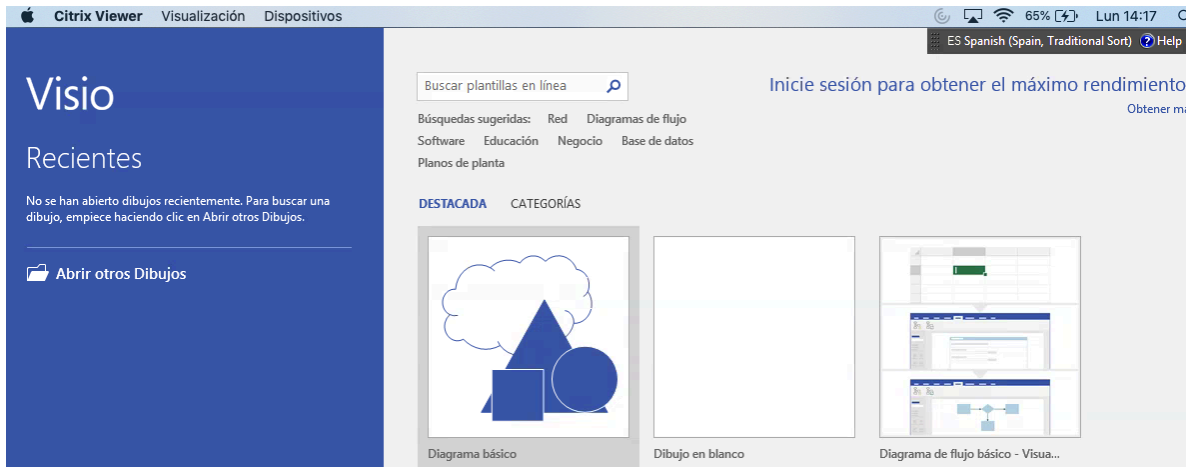 Citrix Viewer Visualización Dispositivos 65% Lun 14:17
ES Spanish (Spain, Traditional Sort) Help
Visio
Recientes
No se han abierto dibujos recientemente. Para buscar una
dibujo, empiece haciendo clic en Abrir otros Dibujos.
Abrir otros Dibujos
Buscar plantillas en línea
Inicie sesión para obtener el máximo rendimiento
Obtener má
Búsquedas sugeridas: Red Diagramas de flujo
Software Educación Negocio Base de datos
Planos de planta
DESTACADA CATEGORÍAS
Diagrama básico Dibujo en blanco Diagrama de flujo básico - Visua...